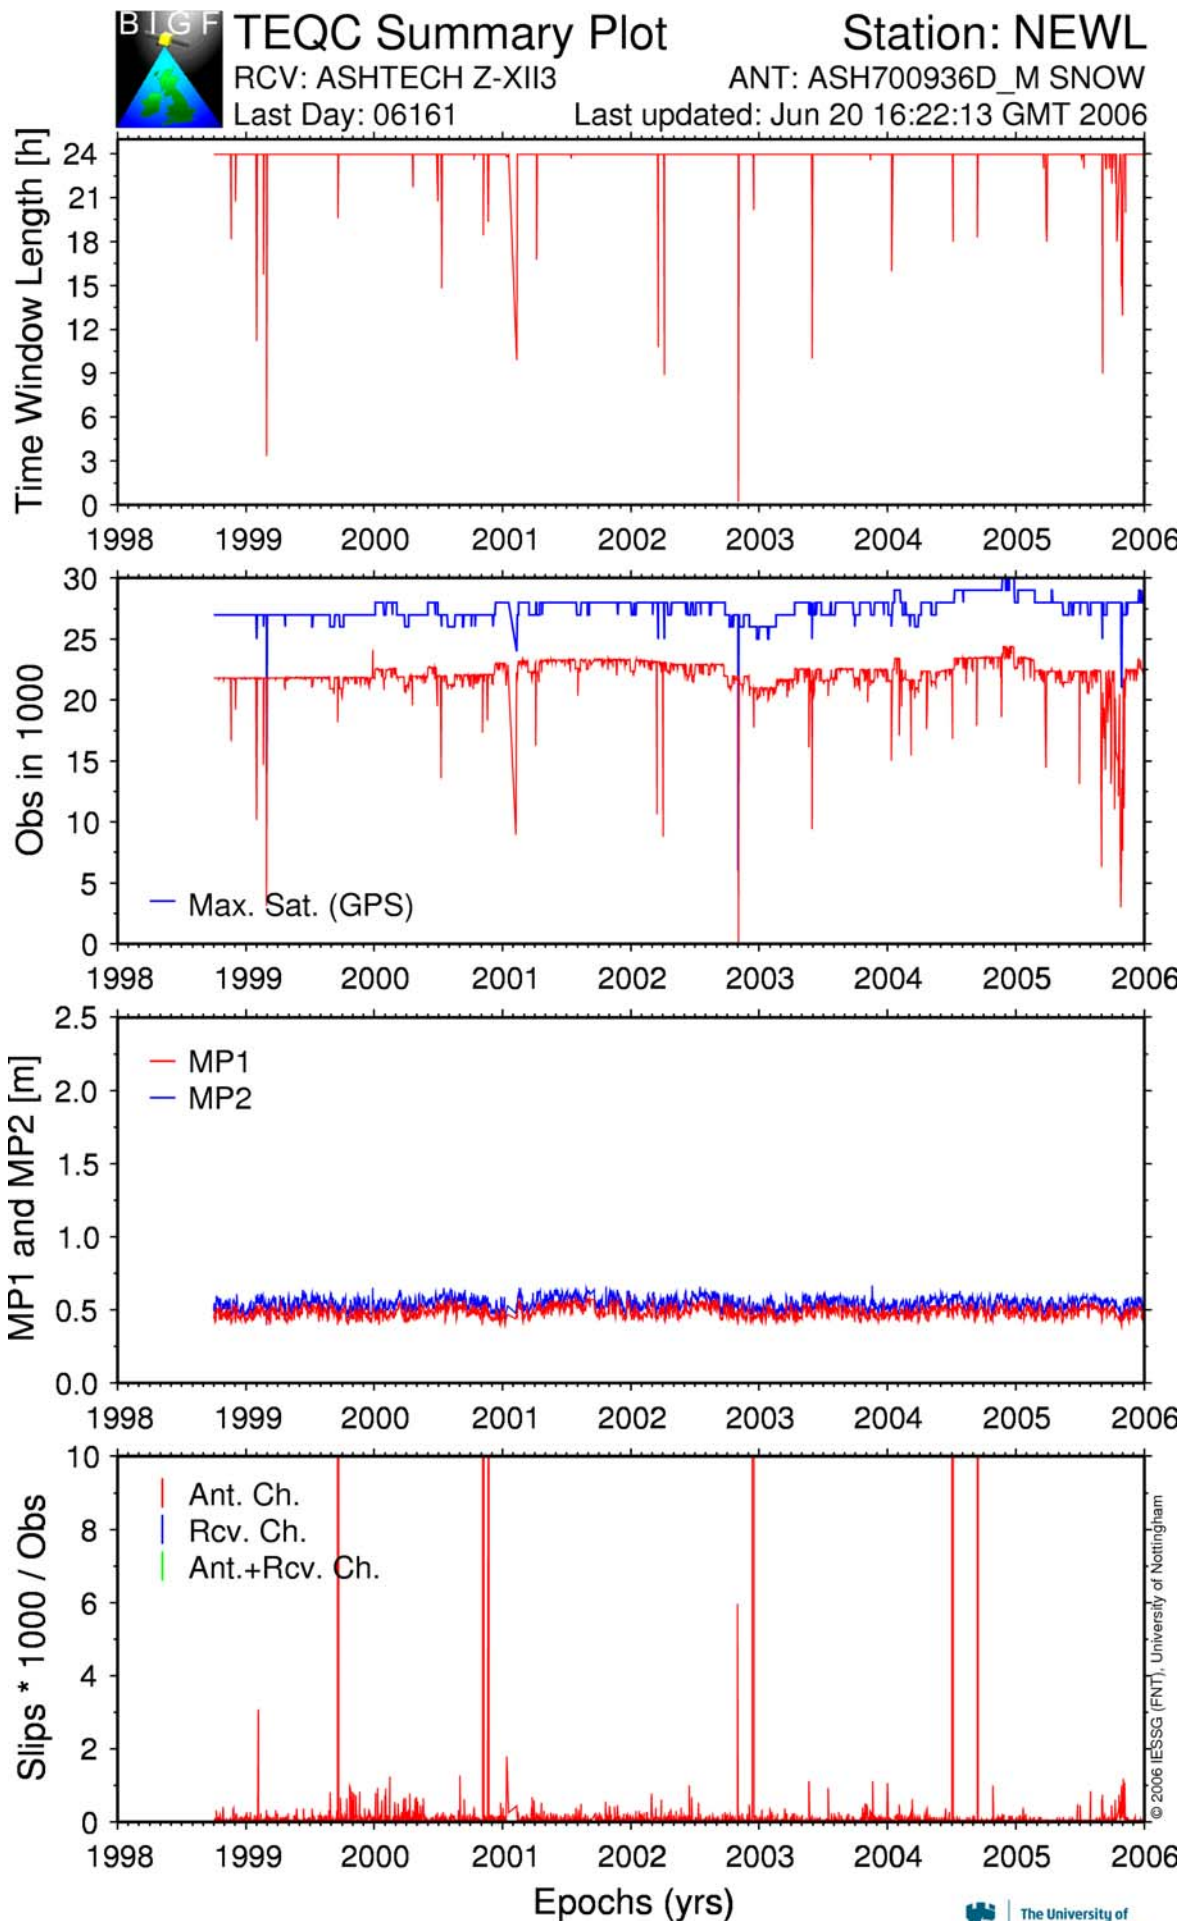 BIGF
TEQC Summary Plot
Station: NEWL
RCV: ASHTECH Z-XII3
ANT: ASH700936D_M SNOW
Last Day: 06161
Last updated: Jun 20 16:22:13 GMT 2006
Time Window Length [h]
24
21
18
15
12
9
6
3
0
1998 1999 2000 2001 2002 2003 2004 2005 2006
Obs in 1000
30
25
20
15
10
5
0
Max. Sat. (GPS)
1998 1999 2000 2001 2002 2003 2004 2005 2006
MP1 and MP2 [m]
2.5
2.0
1.5
1.0
0.5
0.0
MP1
MP2
1998 1999 2000 2001 2002 2003 2004 2005 2006
Slips * 1000 / Obs
10
8
6
4
2
0
Ant. Ch.
Rcv. Ch.
Ant.+Rcv. Ch.
© 2006 IESSG (FNT), University of Nottingham
1998 1999 2000 2001 2002 2003 2004 2005 2006
Epochs (yrs)
The University of